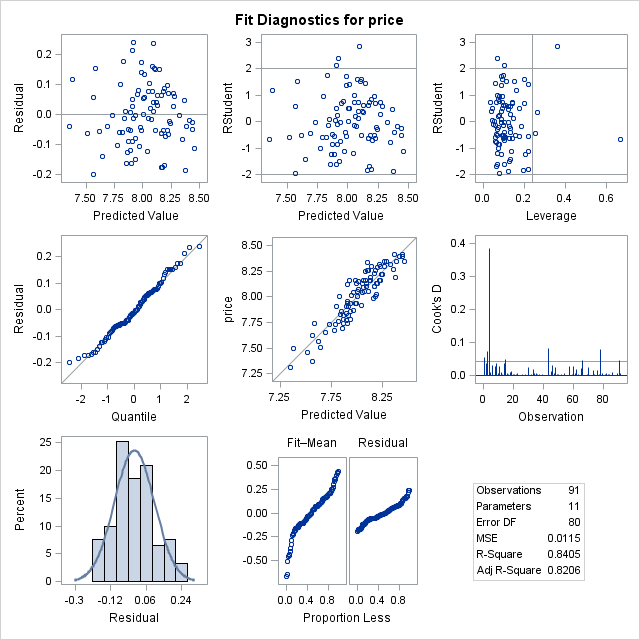 Fit Diagnostics for price
0.2
0.1
0.0
-0.1
-0.2
Residual
7.50 7.75 8.00 8.25 8.50
Predicted Value
3
2
1
0
-1
-2
RStudent
7.50 7.75 8.00 8.25 8.50
Predicted Value
3
2
1
0
-1
-2
RStudent
0.0 0.2 0.4 0.6
Leverage
0.2
0.1
0.0
-0.1
-0.2
Residual
-2 -1 0 1 2
Quantile
8.50
8.25
8.00
7.75
7.50
7.25
price
7.25 7.75 8.25
Predicted Value
0.4
0.3
0.2
0.1
0.0
Cook's D
0 20 40 60 80
Observation
25
20
15
10
5
0
Percent
-0.3 -0.12 0.06 0.24
Residual
Fit–Mean Residual
0.50
0.25
0.00
-0.25
-0.50
0.0 0.4 0.8 0.0 0.4 0.8
Proportion Less
Observations 91
Parameters 11
Error DF 80
MSE 0.0115
R-Square 0.8405
Adj R-Square 0.8206